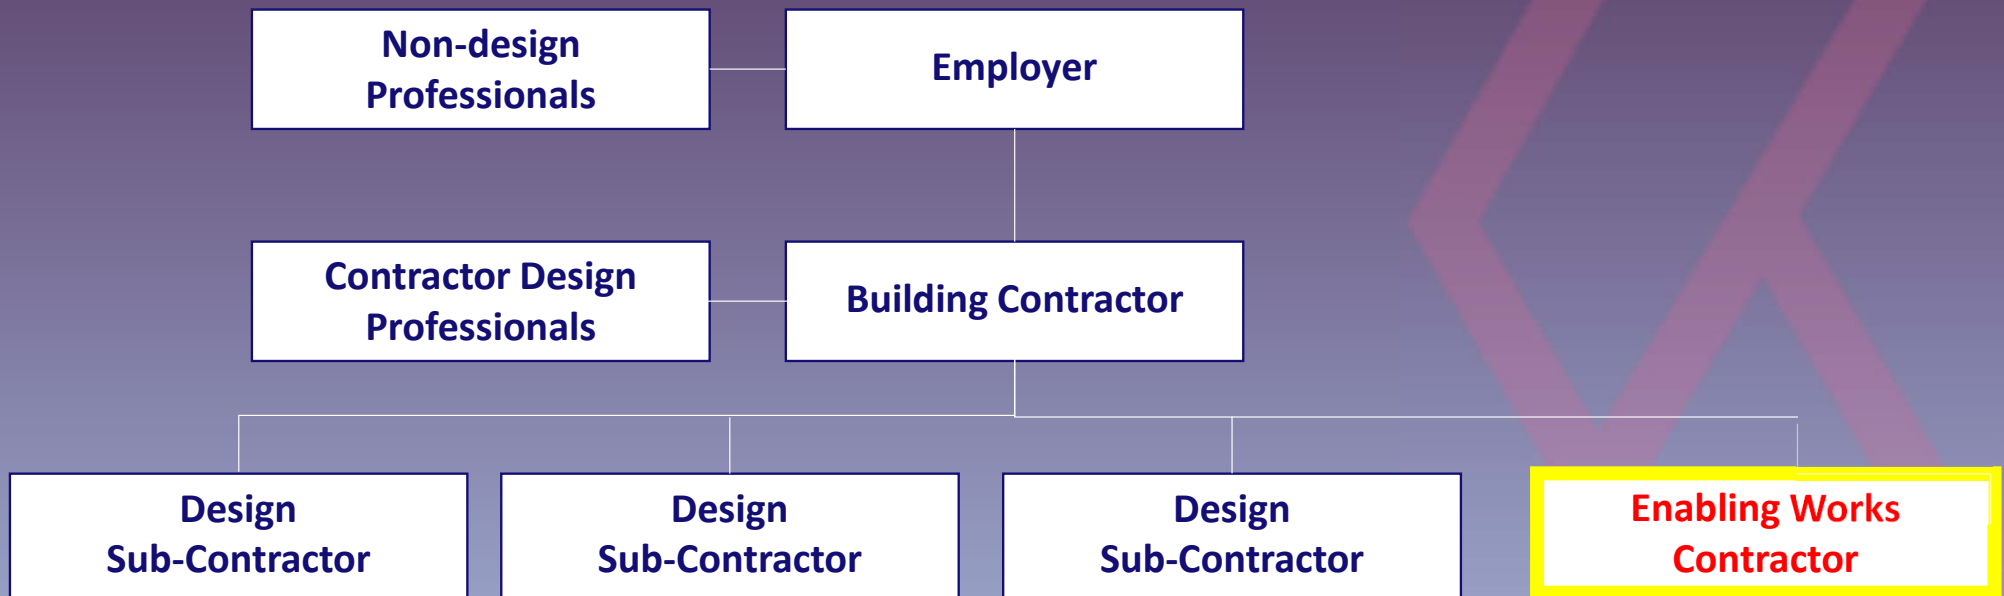 Non-design
Professionals
Employer
Contractor Design
Professionals
Building Contractor
Design
Sub-Contractor
Design
Sub-Contractor
Design
Sub-Contractor
Enabling Works
Contractor